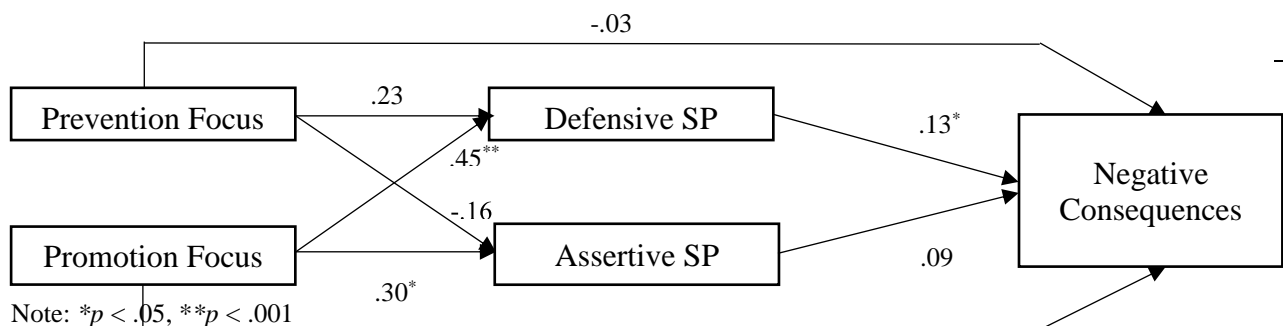 -.03
Prevention Focus
.23
Defensive SP
.13*
.45**
Negative
Consequences
-.16
Promotion Focus
Assertive SP
.09
.30*
Note: *p < .05, **p < .001